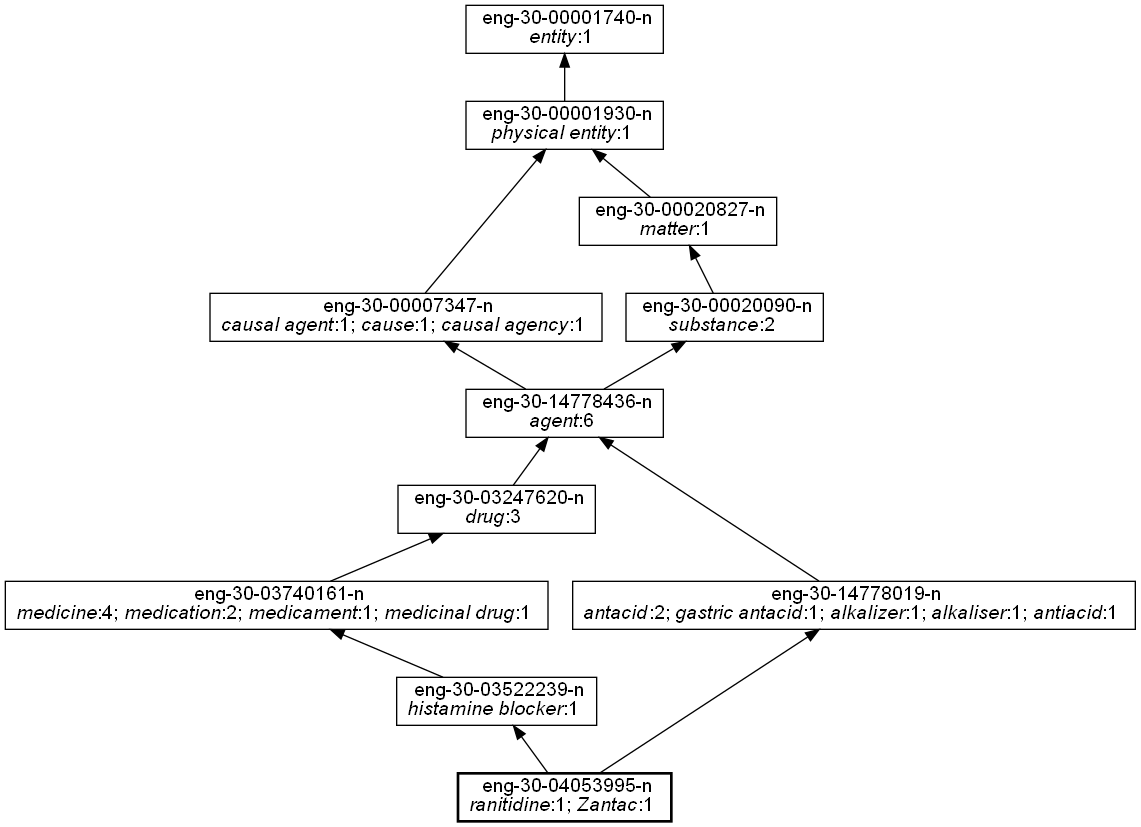 eng-30-00001740-n
entity:1
eng-30-00001930-n
physical entity:1
eng-30-00020827-n
matter:1
eng-30-00007347-n
causal agent:1; cause:1; causal agency:1
eng-30-00020090-n
substance:2
eng-30-14778436-n
agent:6
eng-30-03247620-n
drug:3
eng-30-03740161-n
medicine:4; medication:2; medicament:1; medicinal drug:1
eng-30-14778019-n
antacid:2; gastric antacid:1; alkalizer:1; alkaliser:1; antiacid:1
eng-30-03522239-n
histamine blocker:1
eng-30-04053995-n
ranitidine:1; Zantac:1